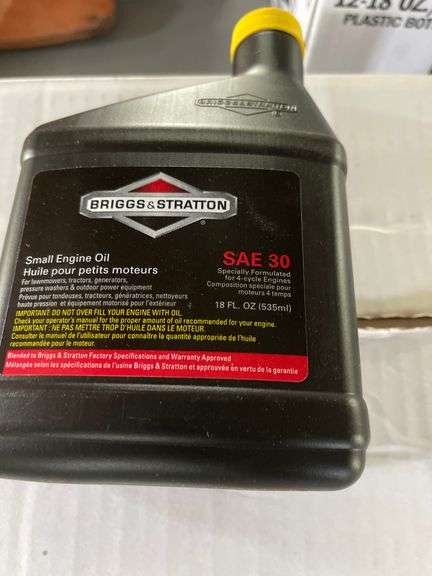 12-18 OZ.
PLASTIC BOT
BRIGGS & STRATTON
BRIGGS & STRATTON®
Small Engine Oil
Huile pour petits moteurs
For lawnmowers, tractors, generators,
pressure washers & outdoor power equipment
Prévue pour tondeuses, tracteurs, génératrices, nettoyeurs
haute pression et équipement motorisé pour l'extérieur
SAE 30
Specially Formulated
for 4-cycle Engines
Composition spéciale pour
moteurs 4 temps
18 FL. OZ (535ml)
IMPORTANT DO NOT OVER FILL YOUR ENGINE WITH OIL.
Check your operator's manual for the proper amount of oil recommended for your engine.
IMPORTANT : NE PAS METTRE TROP D'HUILE DANS LE MOTEUR.
Consulter le manuel de l'utilisateur pour connaître la quantité appropriée de l'huile
recommandée pour le moteur.
Blended to Briggs & Stratton Factory Specifications and Warranty Approved
Mélangée selon les spécifications de l'usine Briggs & Stratton et approuvée en vertu de la garantie